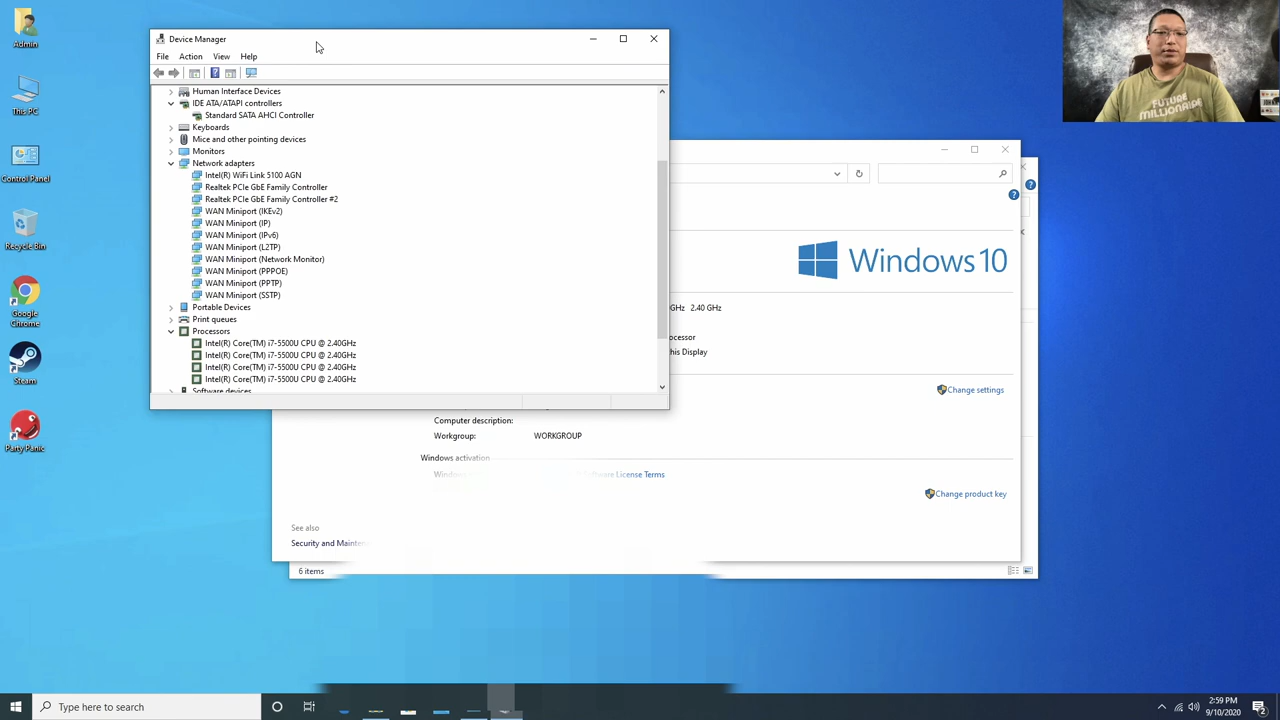 Admin
This PC
Control Panel
Recycle Bin
Google
Chrome
Steam
Party Panic
Device Manager
File Action View Help
Human Interface Devices
IDE ATA/ATAPI controllers
Standard SATA AHCI Controller
Keyboards
Mice and other pointing devices
Monitors
Network adapters
Intel(R) WiFi Link 5100 AGN
Realtek PCIe GbE Family Controller
Realtek PCIe GbE Family Controller #2
WAN Miniport (IKEv2)
WAN Miniport (IP)
WAN Miniport (IPv6)
WAN Miniport (L2TP)
WAN Miniport (Network Monitor)
WAN Miniport (PPPOE)
WAN Miniport (PPTP)
WAN Miniport (SSTP)
Portable Devices
Print queues
Processors
Intel(R) Core(TM) i7-5500U CPU @ 2.40GHz
Intel(R) Core(TM) i7-5500U CPU @ 2.40GHz
Intel(R) Core(TM) i7-5500U CPU @ 2.40GHz
Intel(R) Core(TM) i7-5500U CPU @ 2.40GHz
Software devices
Windows 10
GHz 2.40 GHz
ocessor
his Display
Change settings
Computer description:
Workgroup: WORKGROUP
Windows activation
Software License Terms
Change product key
See also
Security and Mainten
6 items
FUTURE
MILLIONAIRE
JOHN
Type here to search
2:59 PM
9/10/2020
2